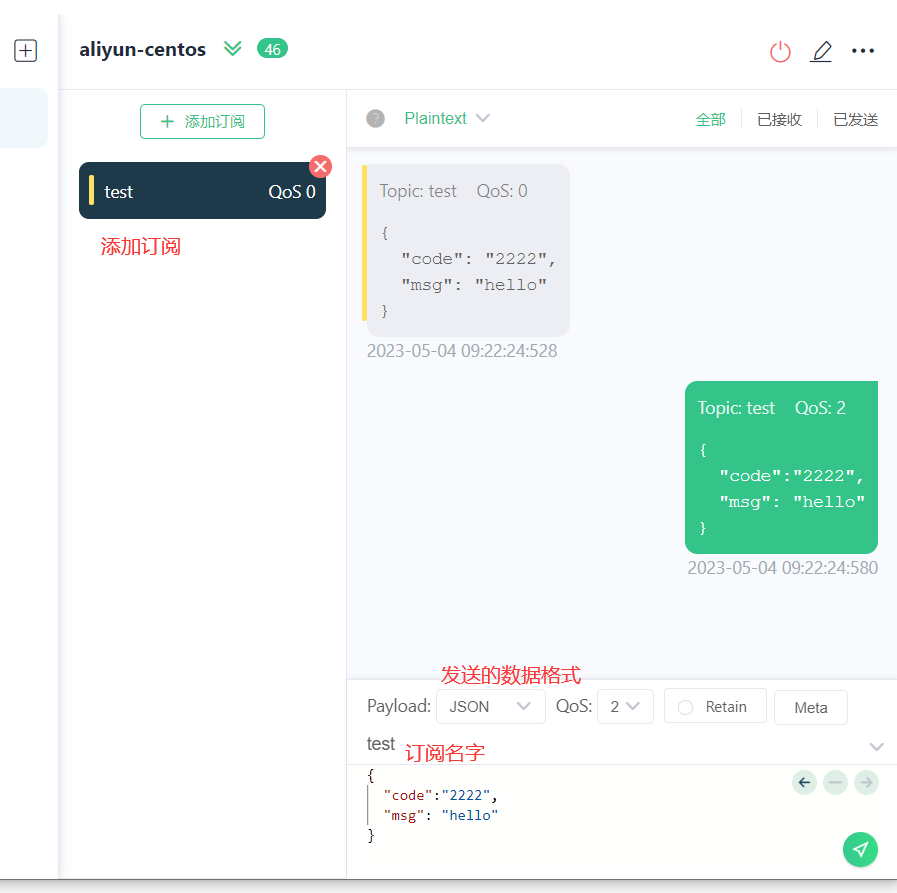 aliyun-centos 46
添加订阅
Plaintext 全部 已接收 已发送
test QoS 0
添加订阅
Topic: test QoS: 0
{
"code": "2222",
"msg": "hello"
}
2023-05-04 09:22:24:528
Topic: test QoS: 2
{
"code":"2222",
"msg": "hello"
}
2023-05-04 09:22:24:580
发送的数据格式
Payload: JSON QoS: 2 Retain Meta
test 订阅名字
{
"code":"2222",
"msg": "hello"
}